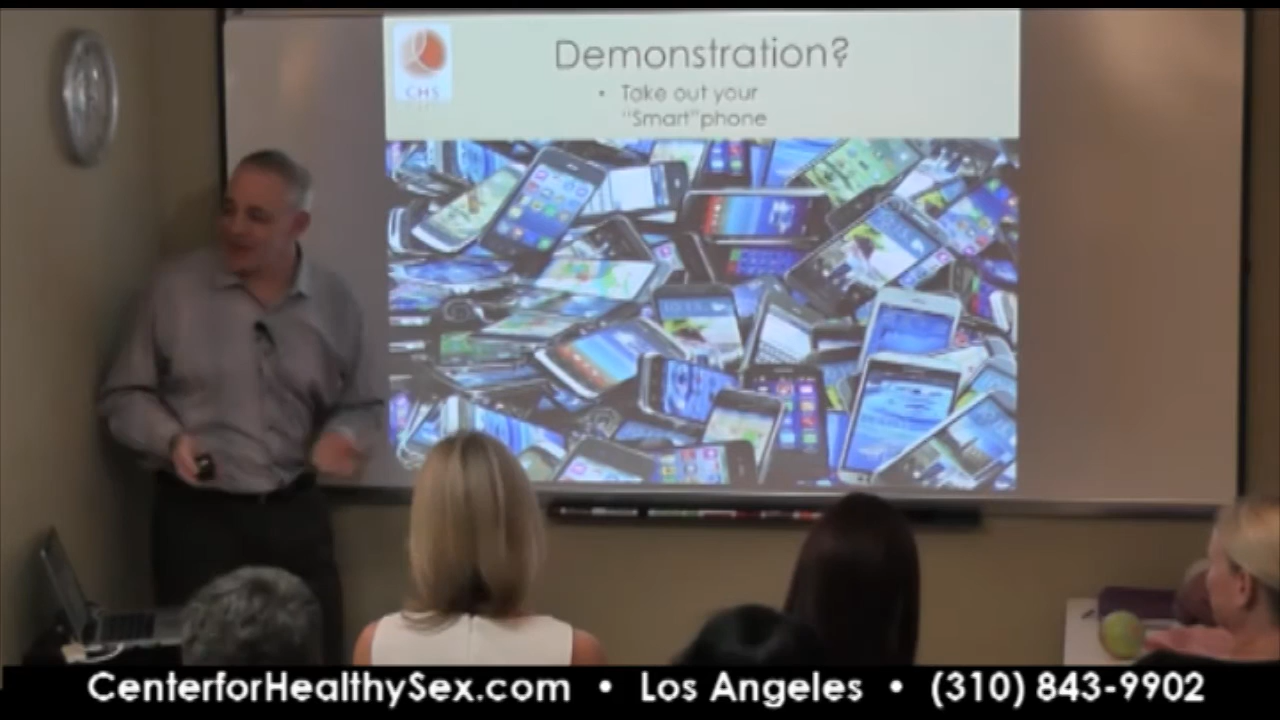 Demonstration?
CHS
• Take out your
"Smart"phone
CenterforHealthySex.com • Los Angeles • (310) 843-9902